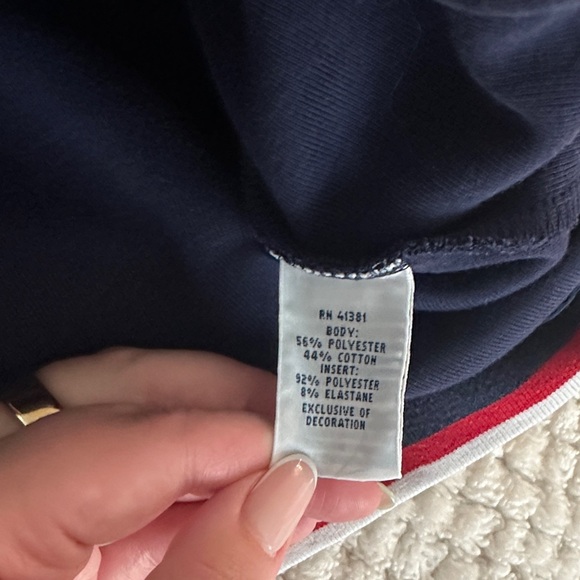 RN 41381
BODY:
56% POLYESTER
44% COTTON
INSERT:
92% POLYESTER
8% ELASTANE
EXCLUSIVE OF
DECORATION